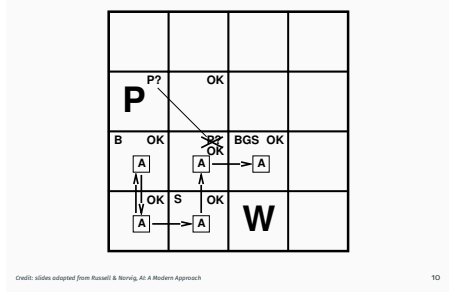 P?
OK
P
B
OK
P?
OK
BGS OK
A
A
A
OK
S
OK
A
A
W
Credit: slides adapted from Russell & Norvig, AI: A Modern Approach
10